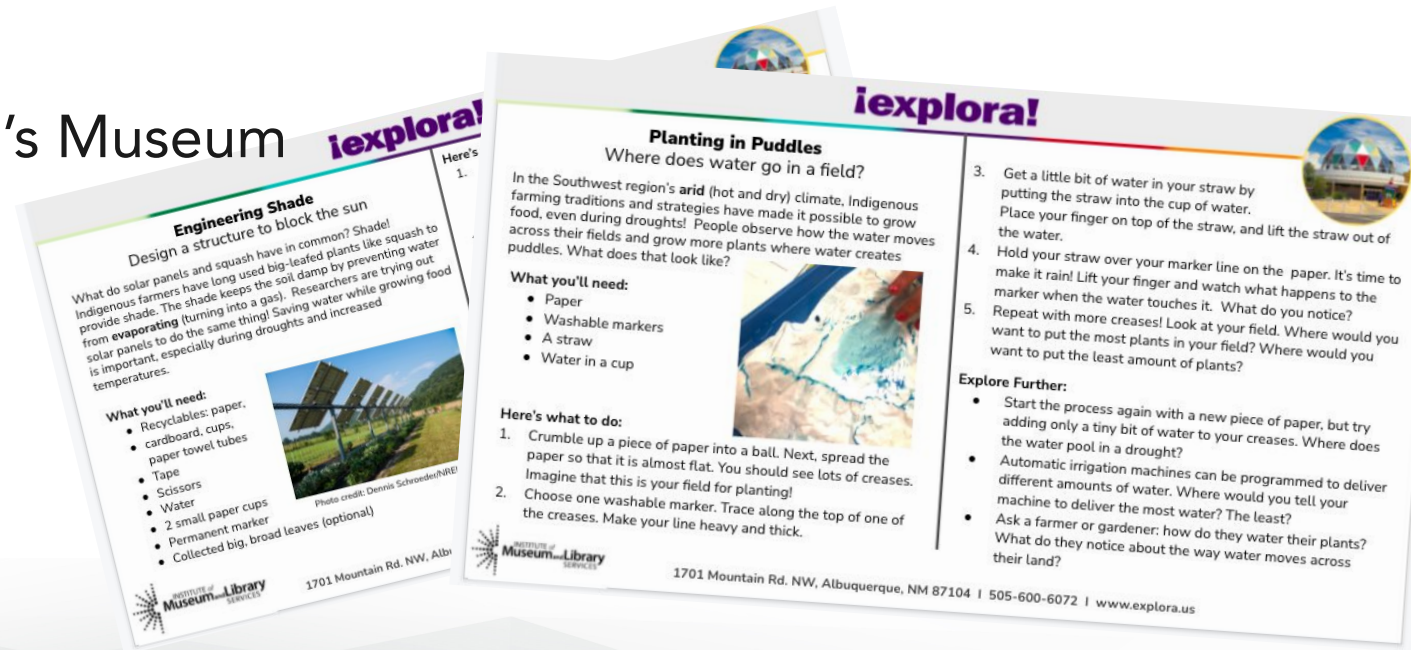 's Museum
¡explora!
Engineering Shade
Design a structure to block the sun
What do solar panels and squash have in common? Shade!
Indigenous farmers have long used big-leafed plants like squash to
provide shade. The shade keeps the soil damp by preventing water
from evaporating (turning into a gas). Researchers are trying out
solar panels to do the same thing! Saving water while growing food
is important, especially during droughts and increased
temperatures.
What you'll need:
● Recyclables: paper,
● cardboard, cups,
paper towel tubes
● Tape
● Scissors
● Water
● 2 small paper cups
● Permanent marker
● Collected big, broad leaves (optional)
Photo credit: Dennis Schroeder/NREL
Here's
1.
INSTITUTE of
Museum and Library
SERVICES
1701 Mountain Rd. NW, Albu
¡explora!
Planting in Puddles
Where does water go in a field?
In the Southwest region's arid (hot and dry) climate, Indigenous
farming traditions and strategies have made it possible to grow
food, even during droughts! People observe how the water moves
across their fields and grow more plants where water creates
puddles. What does that look like?
What you'll need:
● Paper
● Washable markers
● A straw
● Water in a cup
Here's what to do:
1. Crumble up a piece of paper into a ball. Next, spread the
paper so that it is almost flat. You should see lots of creases.
Imagine that this is your field for planting!
2. Choose one washable marker. Trace along the top of one of
the creases. Make your line heavy and thick.
3. Get a little bit of water in your straw by
putting the straw into the cup of water.
Place your finger on top of the straw, and lift the straw out of
the water.
4. Hold your straw over your marker line on the paper. It's time to
make it rain! Lift your finger and watch what happens to the
marker when the water touches it. What do you notice?
5. Repeat with more creases! Look at your field. Where would you
want to put the most plants in your field? Where would you
want to put the least amount of plants?
Explore Further:
● Start the process again with a new piece of paper, but try
adding only a tiny bit of water to your creases. Where does
the water pool in a drought?
● Automatic irrigation machines can be programmed to deliver
different amounts of water. Where would you tell your
machine to deliver the most water? The least?
● Ask a farmer or gardener: how do they water their plants?
What do they notice about the way water moves across
their land?
INSTITUTE of
Museum and Library
SERVICES
1701 Mountain Rd. NW, Albuquerque, NM 87104 I 505-600-6072 I www.explora.us